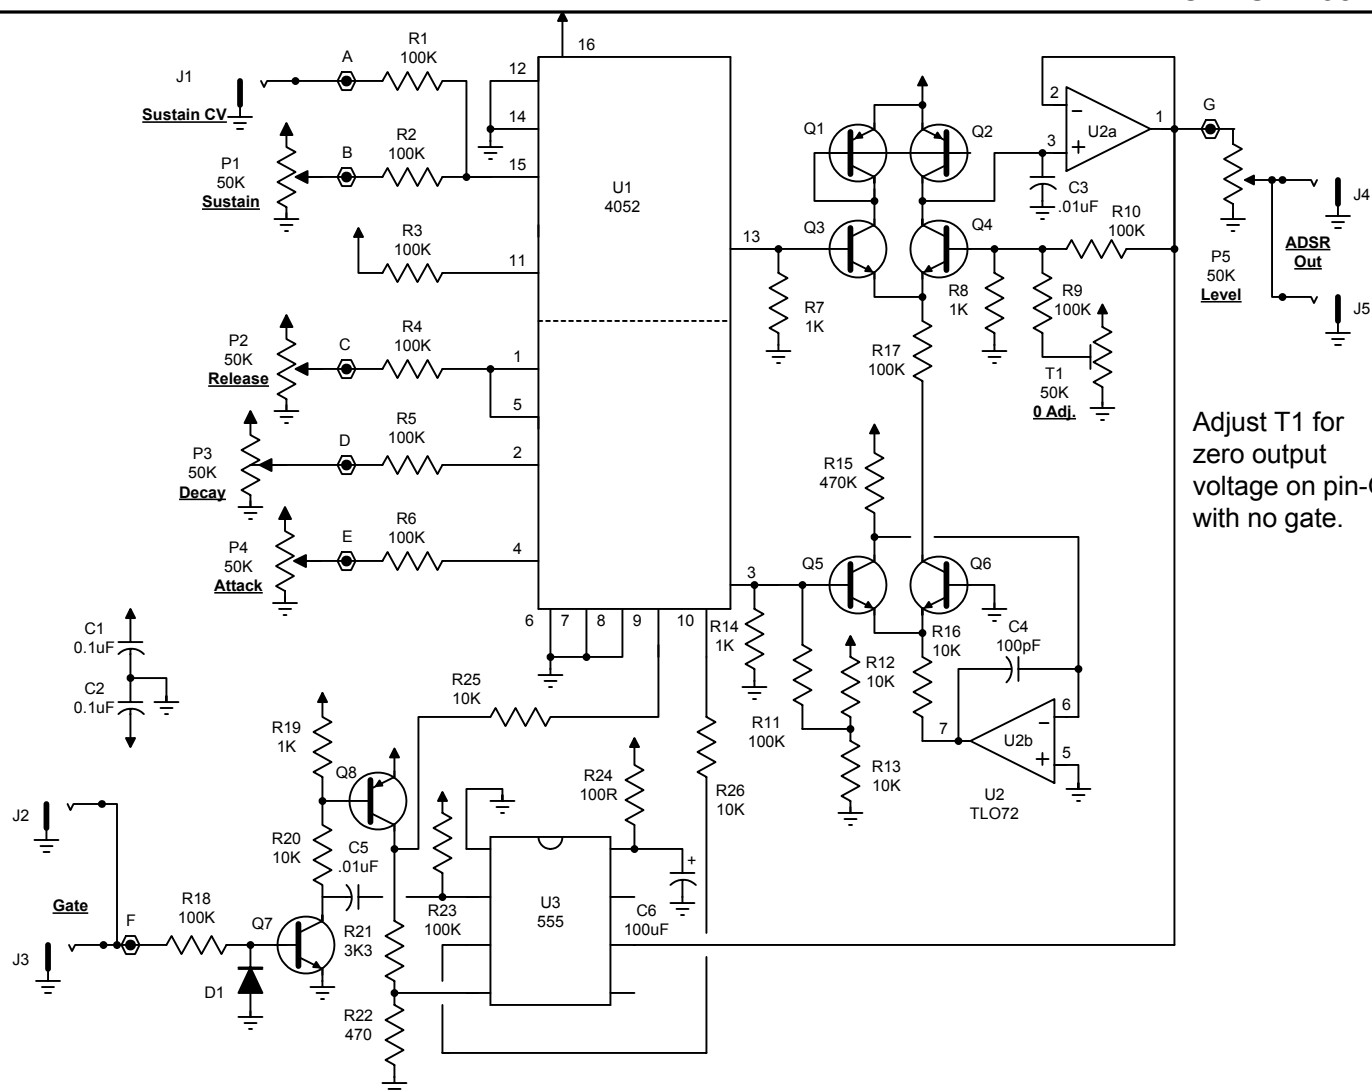 J1
Sustain CV
A
R1
100K
P1
50K
Sustain
B
R2
100K
R3
100K
P2
50K
Release
C
R4
100K
P3
50K
Decay
D
R5
100K
P4
50K
Attack
E
R6
100K
16
12
14
15
11
1
5
2
4
U1
4052
13
3
6
7
8
9
10
Q1
Q2
Q3
Q4
R7
1K
R8
1K
2
3
1
U2a
−
+
C3
.01uF
R10
100K
R9
100K
T1
50K
0 Adj.
G
P5
50K
Level
J4
ADSR
Out
J5
Adjust T1 for
zero output
voltage on pin-
with no gate.
R17
100K
R15
470K
Q5
Q6
R14
1K
R11
100K
R12
10K
R13
10K
R16
10K
C4
100pF
7
6
5
U2b
−
+
U2
TLO72
C1
0.1uF
C2
0.1uF
R25
10K
R19
1K
Q8
R20
10K
C5
.01uF
J2
Gate
J3
F
R18
100K
Q7
D1
R21
3K3
R22
470
R23
100K
U3
555
R24
100R
+
C6
100uF
R26
10K